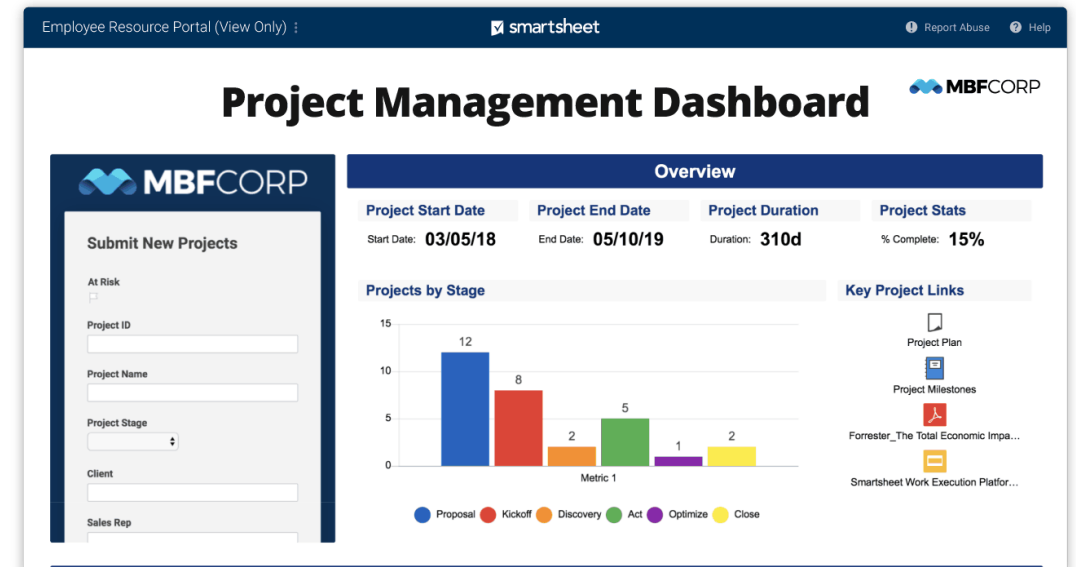 Employee Resource Portal (View Only)
smartsheet
Report Abuse
Help
Project Management Dashboard
MBFCORP
MBFCORP
Submit New Projects
At Risk
Project ID
Project Name
Project Stage
Client
Sales Rep
Overview
Project Start Date
Start Date: 03/05/18
Project End Date
End Date: 05/10/19
Project Duration
Duration: 310d
Project Stats
% Complete: 15%
Projects by Stage
15
10
5
0
12
8
2
5
1
2
Metric 1
Proposal Kickoff Discovery Act Optimize Close
Key Project Links
Project Plan
Project Milestones
Forrester_The Total Economic Impa...
Smartsheet Work Execution Platfor...